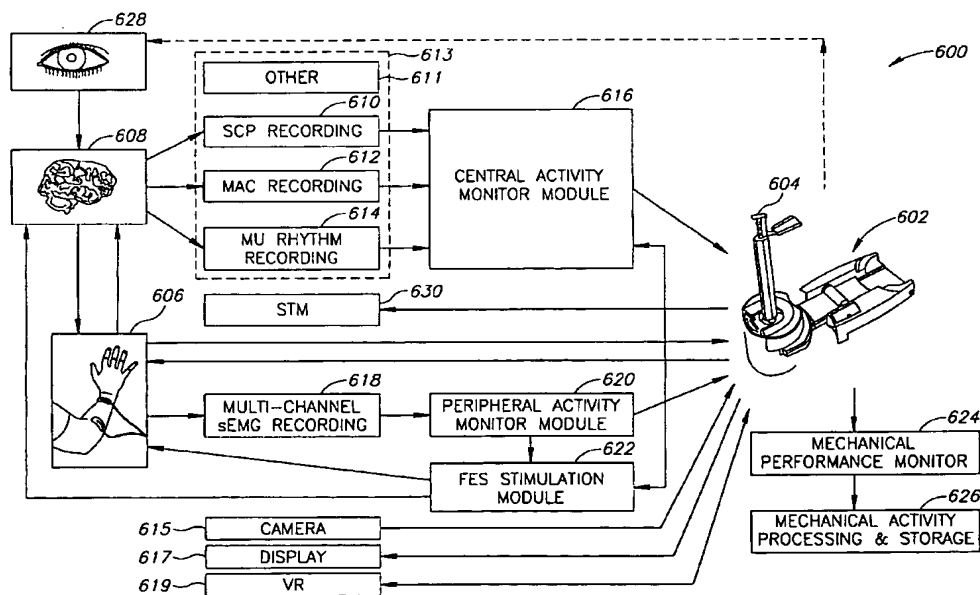 628
613
600
OTHER
611
610
616
608
SCP RECORDING
604
612
CENTRAL ACTIVITY
MONITOR MODULE
MAC RECORDING
602
614
MU RHYTHM
RECORDING
630
606
STM
618
620
MULTI-CHANNEL
sEMG RECORDING
PERIPHERAL ACTIVITY
MONITOR MODULE
624
622
MECHANICAL
PERFORMANCE MONITOR
FES STIMULATION
MODULE
626
615
CAMERA
MECHANICAL ACTIVITY
PROCESSING & STORAGE
617
DISPLAY
619
VR